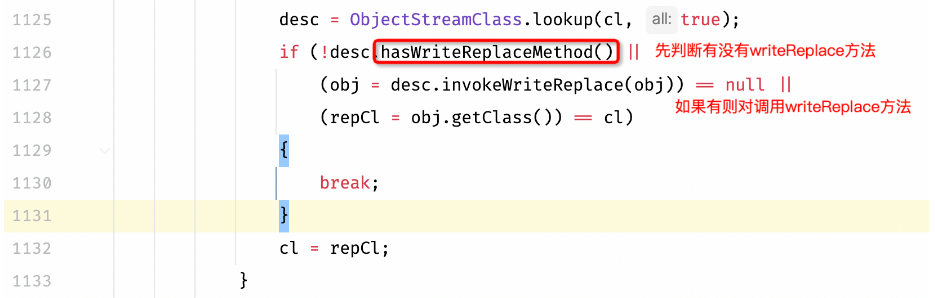 1125 desc = ObjectStreamClass.lookup(cl, all: true);
1126 if (!desc.hasWriteReplaceMethod() || 先判断有没有writeReplace方法
1127 (obj = desc.invokeWriteReplace(obj)) == null ||
如果有则对调用writeReplace方法
1128 (repCl = obj.getClass()) == cl)
1129 {
1130 break;
1131 }
1132 cl = repCl;
1133 }